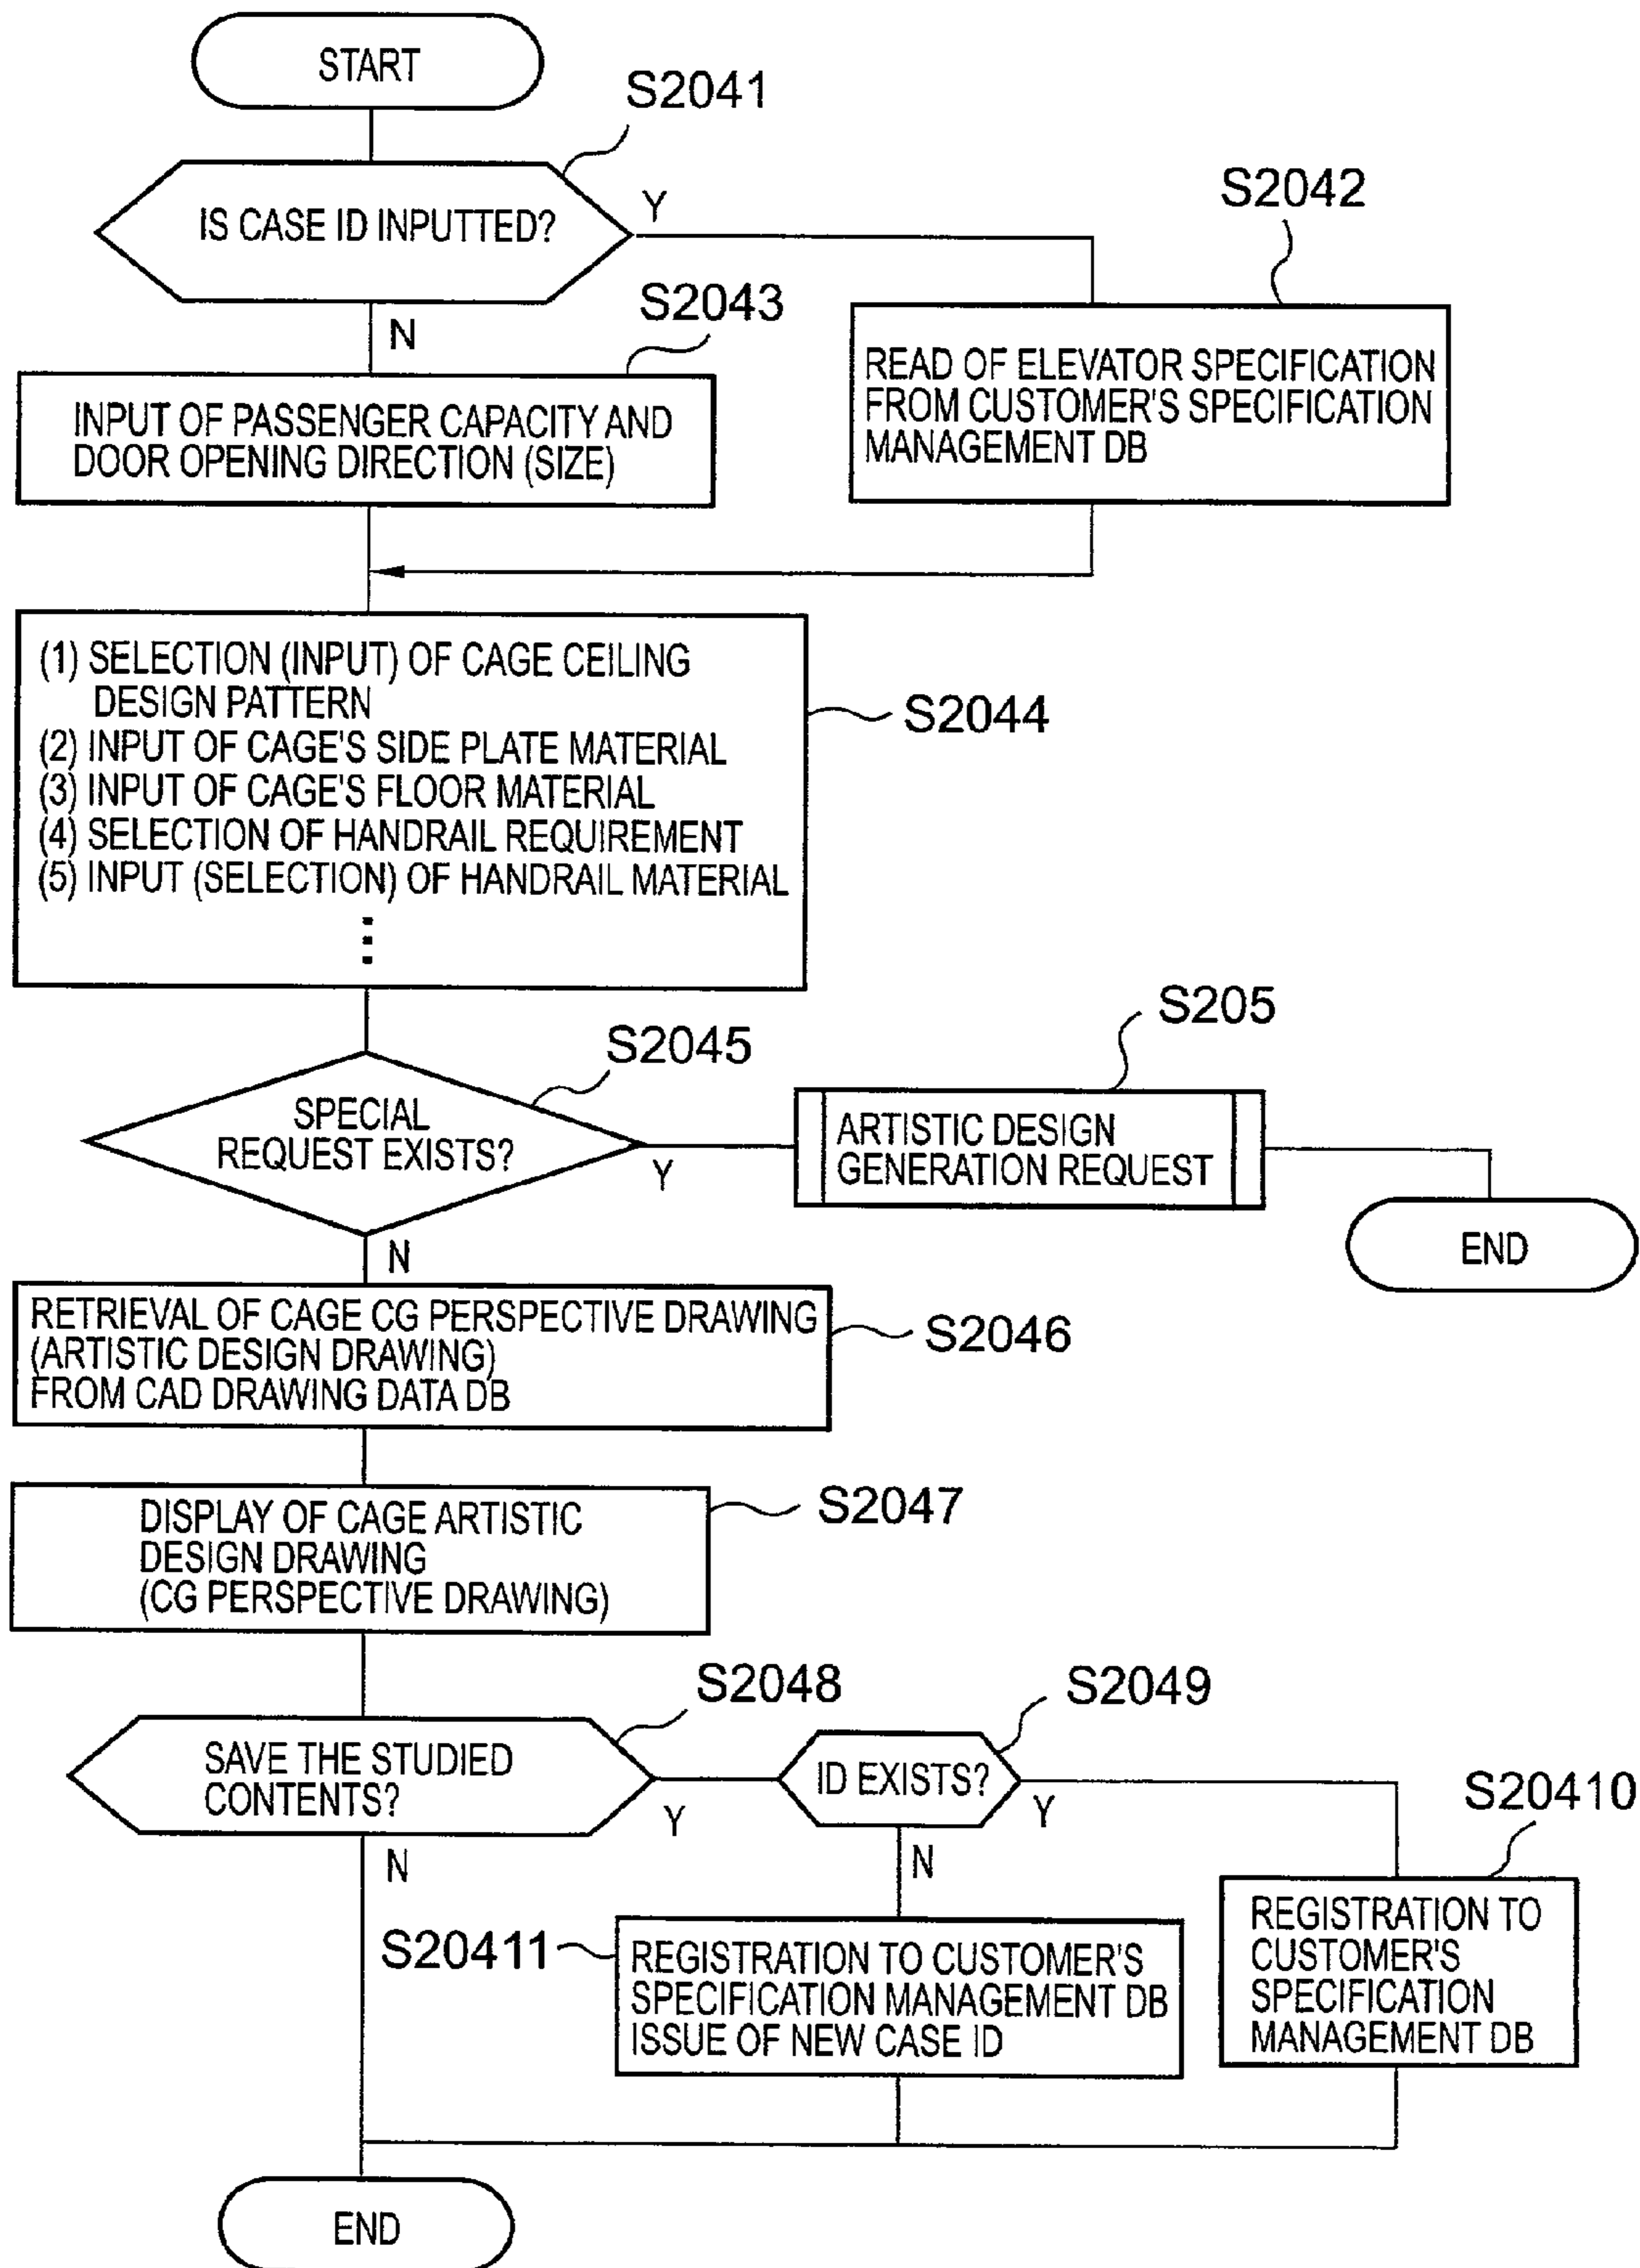 START
S2041
IS CASE ID INPUTTED?
Y
S2042
N
S2043
READ OF ELEVATOR SPECIFICATION
FROM CUSTOMER'S SPECIFICATION
MANAGEMENT DB
INPUT OF PASSENGER CAPACITY AND
DOOR OPENING DIRECTION (SIZE)
(1) SELECTION (INPUT) OF CAGE CEILING
DESIGN PATTERN
(2) INPUT OF CAGE'S SIDE PLATE MATERIAL
(3) INPUT OF CAGE'S FLOOR MATERIAL
(4) SELECTION OF HANDRAIL REQUIREMENT
(5) INPUT (SELECTION) OF HANDRAIL MATERIAL
S2044
S2045
S205
SPECIAL
REQUEST EXISTS?
Y
ARTISTIC DESIGN
GENERATION REQUEST
END
N
RETRIEVAL OF CAGE CG PERSPECTIVE DRAWING
(ARTISTIC DESIGN DRAWING)
FROM CAD DRAWING DATA DB
S2046
DISPLAY OF CAGE ARTISTIC
DESIGN DRAWING
(CG PERSPECTIVE DRAWING)
S2047
S2048
S2049
SAVE THE STUDIED
CONTENTS?
Y
ID EXISTS?
Y
S20410
N
N
S20411
REGISTRATION TO CUSTOMER'S
SPECIFICATION MANAGEMENT DB
ISSUE OF NEW CASE ID
REGISTRATION TO
CUSTOMER'S
SPECIFICATION
MANAGEMENT DB
END